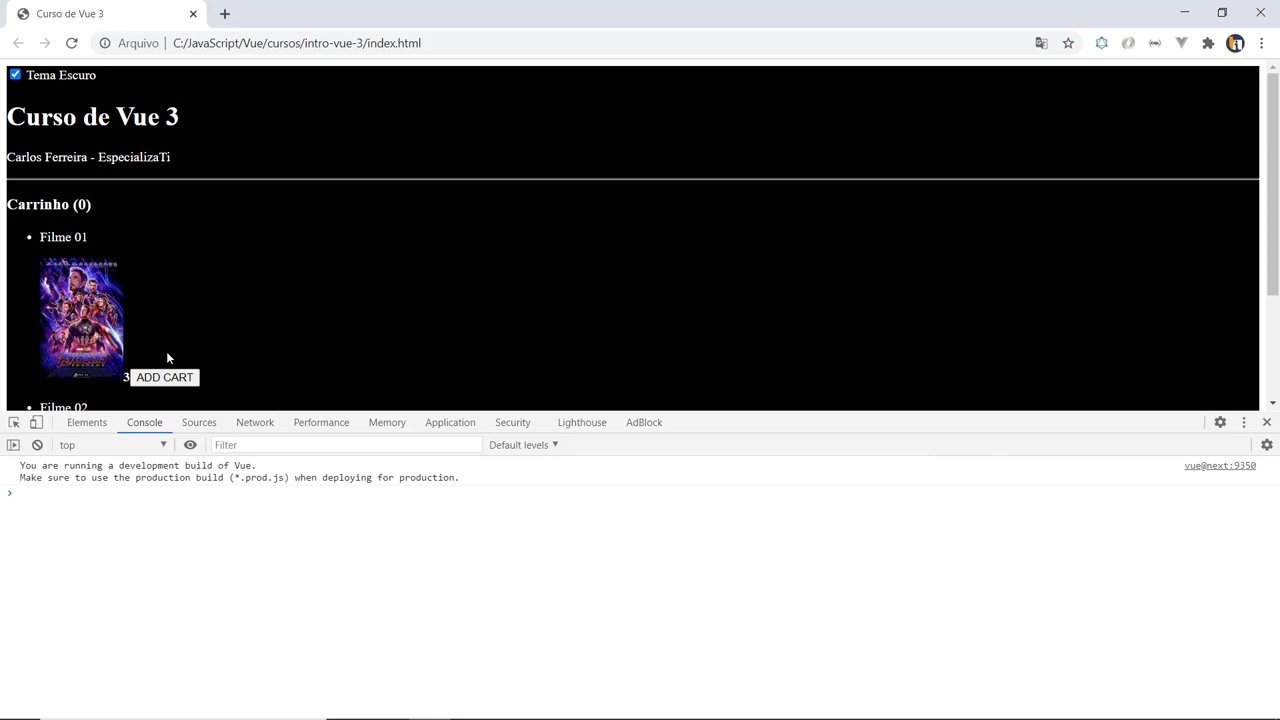 Curso de Vue 3
Arquivo | C:/JavaScript/Vue/cursos/intro-vue-3/index.html
Tema Escuro
Curso de Vue 3
Carlos Ferreira - EspecializaTi
Carrinho (0)
Filme 01
3 ADD CART
Filme 02
Elements Console Sources Network Performance Memory Application Security Lighthouse AdBlock
top Filter Default levels
You are running a development build of Vue. vue@next:9350
Make sure to use the production build (*.prod.js) when deploying for production.